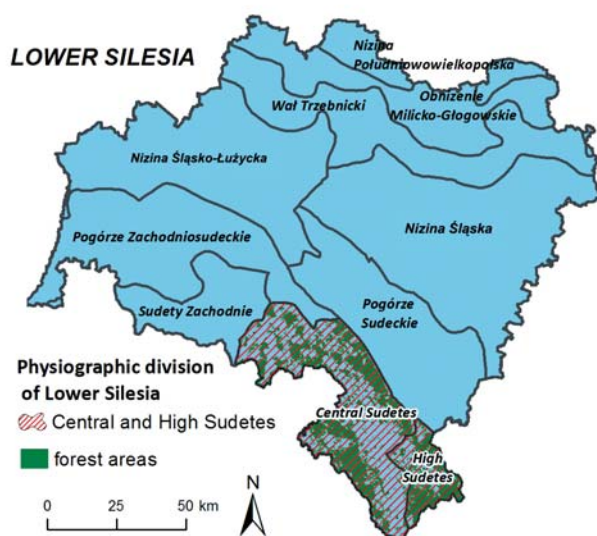 LOWER SILESIA
Nizina
Południowowielkopolska
Obniżenie
Milicko-Głogowskie
Wał Trzebnicki
Nizina Śląsko-Łużycka
Nizina Śląska
Pogórze Zachodniosudeckie
Sudety Zachodnie
Pogórze
Sudeckie
Physiographic division
of Lower Silesia
Central and High Sudetes
forest areas
Central Sudetes
High
Sudetes
N
0 25 50 km